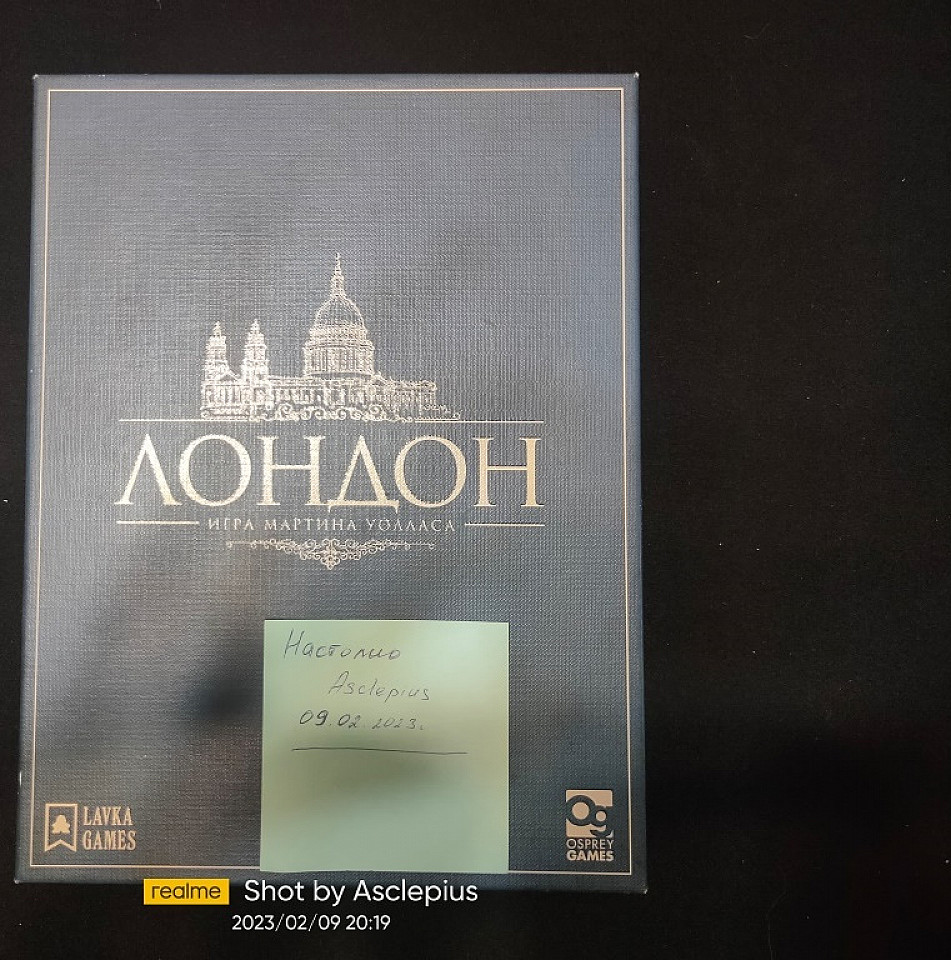 ЛОНДОН
ИГРА МАРТИНА УОЛЛАСА
Настолио
Asclepius
09.02.2023г.
LAVKA
GAMES
Og
OSPREY
GAMES
realme Shot by Asclepius
2023/02/09 20:19